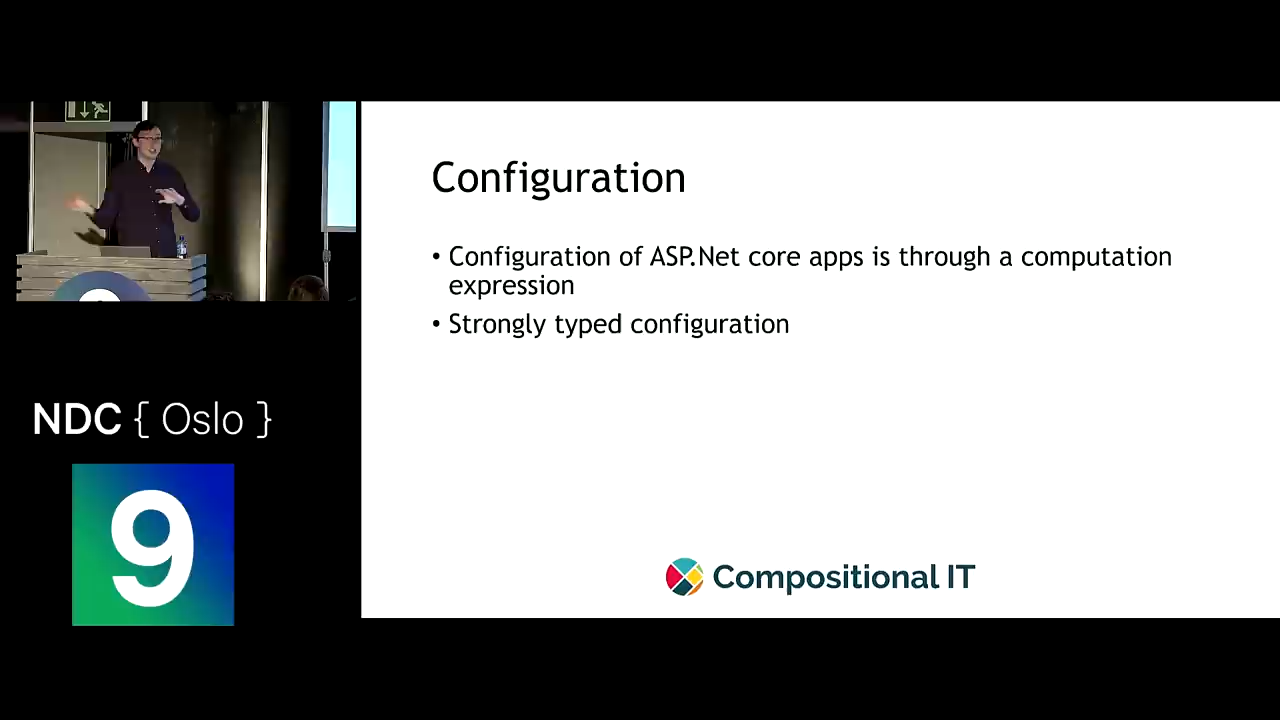 Configuration
• Configuration of ASP.Net core apps is through a computation
expression
• Strongly typed configuration
NDC { Oslo }
9
Compositional IT